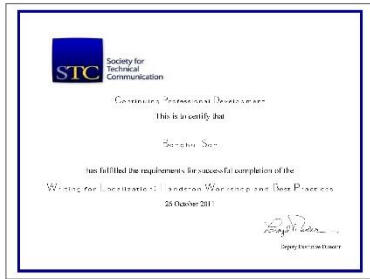 STC
Society for
Technical
Communication
Continuing Professional Development
This is to certify that
has fulfilled the requirements for successful completion of the
Writing for Localization: Hands-on Workshop and Best Practices
26 October 2011
Deputy Executive Director